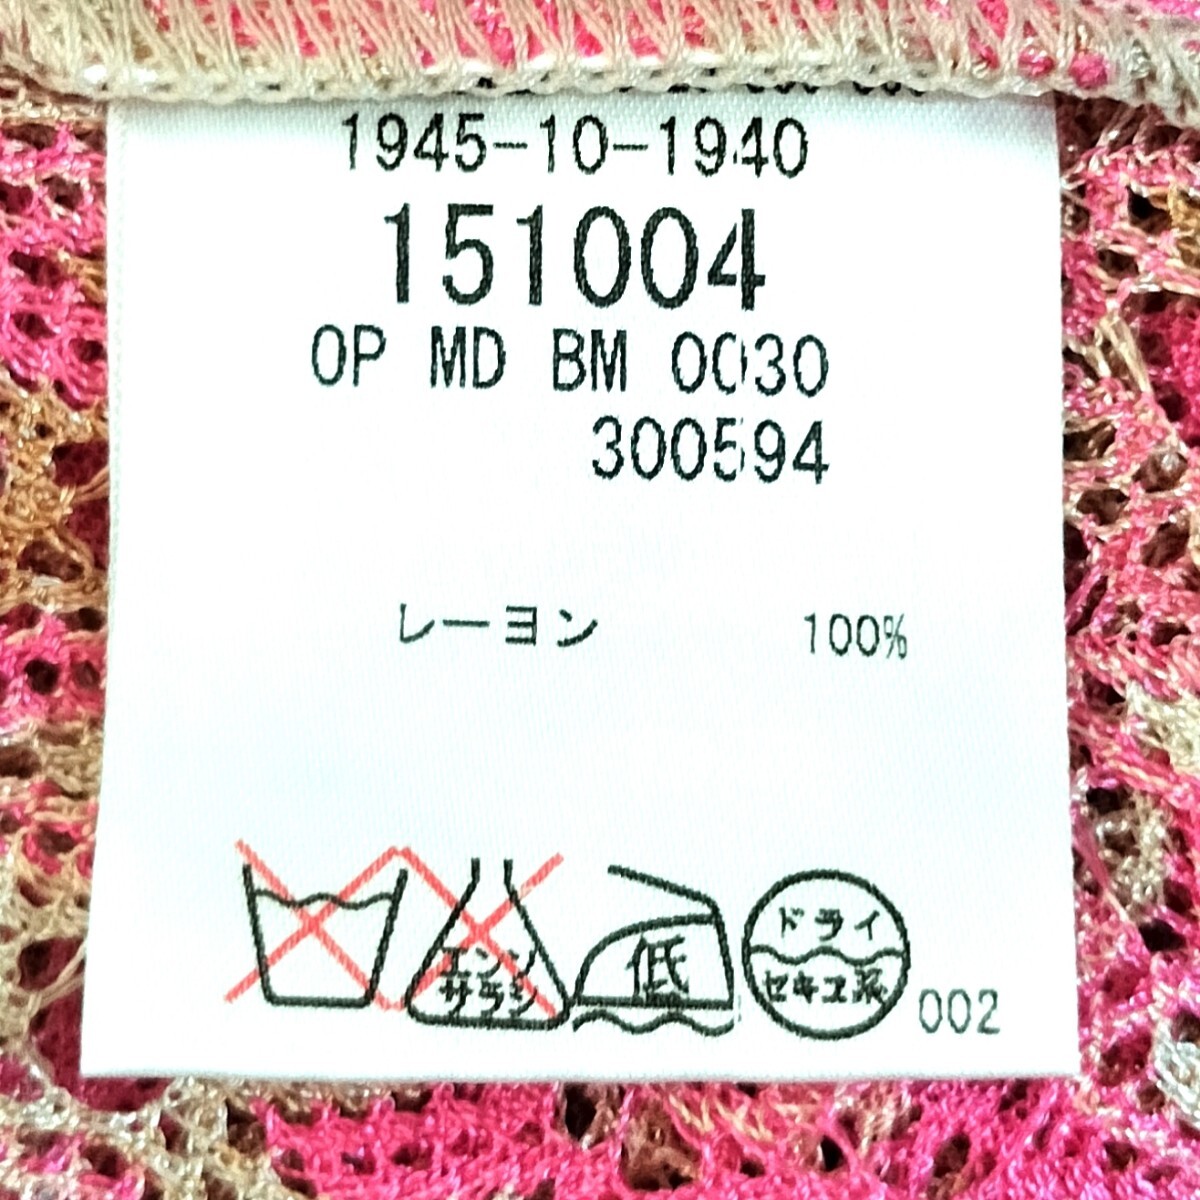 1945-10-1940
151004
OP MD BM 0030
300594
レーヨン 100%
エンソ
サラシ
低
ドライ
セキユ系
002